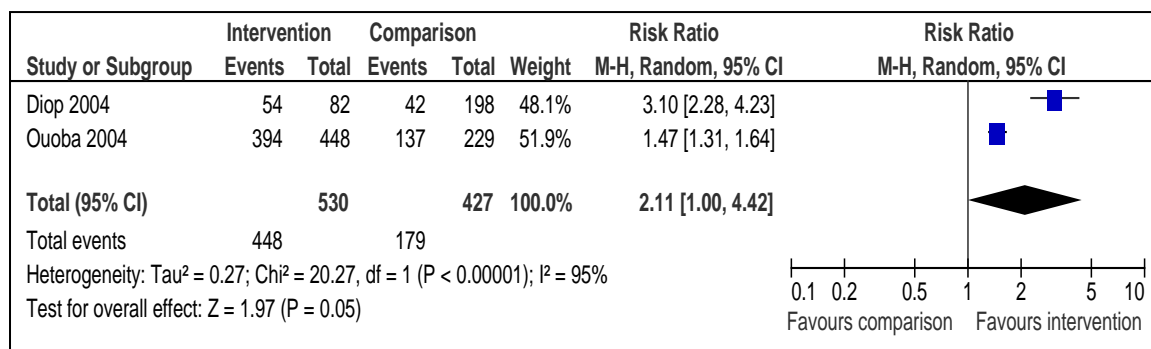 Intervention Comparison Risk Ratio Risk Ratio
Study or Subgroup Events Total Events Total Weight M-H, Random, 95% CI M-H, Random, 95% CI
Diop 2004 54 82 42 198 48.1% 3.10 [2.28, 4.23]
Ouoba 2004 394 448 137 229 51.9% 1.47 [1.31, 1.64]
Total (95% CI) 530 427 100.0% 2.11 [1.00, 4.42]
Total events 448 179
Heterogeneity: Tau² = 0.27; Chi² = 20.27, df = 1 (P < 0.00001); I² = 95%
Test for overall effect: Z = 1.97 (P = 0.05)
0.1 0.2 0.5 1 2 5 10
Favours comparison Favours intervention